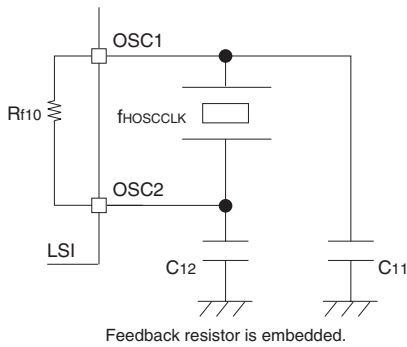 OSC1
Rf10
fHOSCCLK
OSC2
LSI
C12
C11
Feedback resistor is embedded.